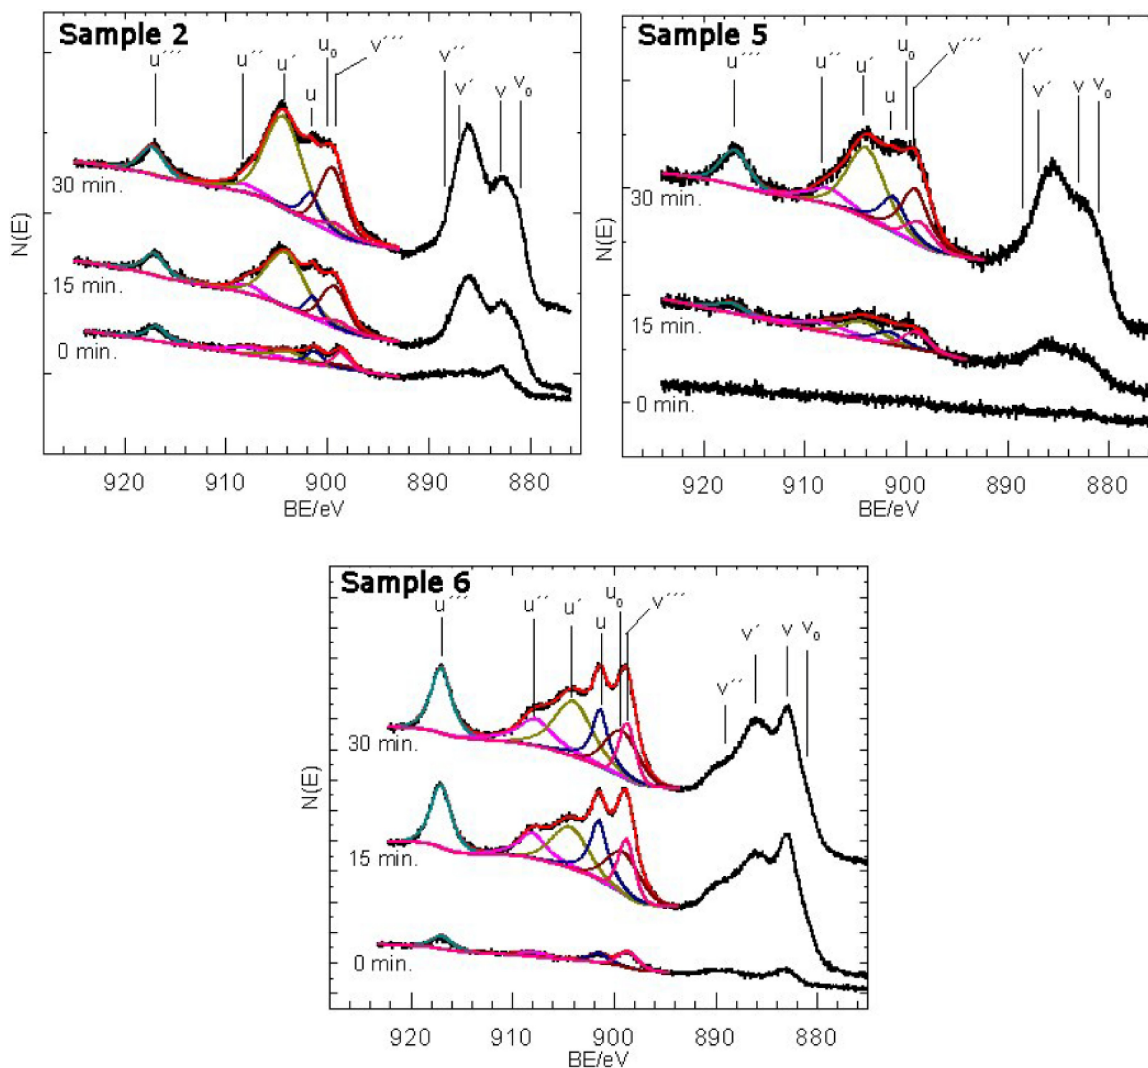 Sample 2
u´´´ u´´ u´ u u₀ v´´´ v´´ v´ v v₀
30 min.
15 min.
0 min.
N(E)
920 910 900 890 880
BE/eV
Sample 5
u´´´ u´´ u´ u u₀ v´´´ v´´ v´ v v₀
30 min.
15 min.
0 min.
N(E)
920 910 900 890 880
BE/eV
Sample 6
u´´´ u´´ u´ u u₀ v´´´ v´´ v´ v v₀
30 min.
15 min.
0 min.
N(E)
920 910 900 890 880
BE/eV